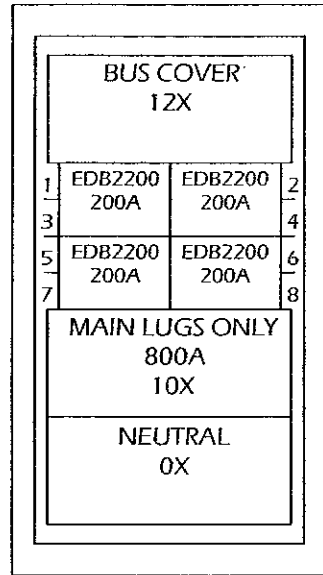 BUS COVER
12X
1 EDB2200 EDB2200 2
200A 200A
3 4
5 EDB2200 EDB2200 6
200A 200A
7 8
MAIN LUGS ONLY
800A
10X
NEUTRAL
0X